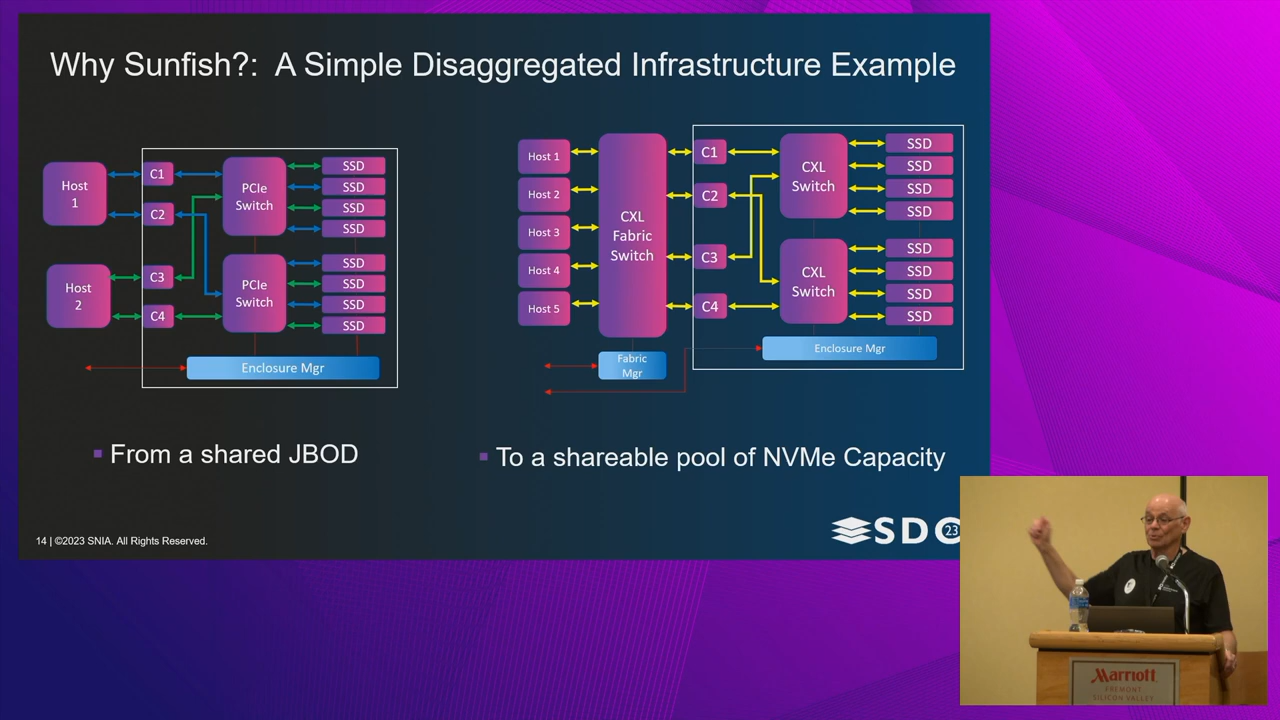 Why Sunfish?: A Simple Disaggregated Infrastructure Example
Host
1
Host
2
C1
C2
C3
C4
PCIe
Switch
PCIe
Switch
SSD
SSD
SSD
SSD
SSD
SSD
SSD
SSD
Enclosure Mgr
Host 1
Host 2
Host 3
Host 4
Host 5
CXL
Fabric
Switch
Fabric
Mgr
C1
C2
C3
C4
CXL
Switch
CXL
Switch
SSD
SSD
SSD
SSD
SSD
SSD
SSD
SSD
Enclosure Mgr
From a shared JBOD
To a shareable pool of NVMe Capacity
14 | ©2023 SNIA. All Rights Reserved.
SDC 23
Marriott
FREMONT
SILICON VALLEY